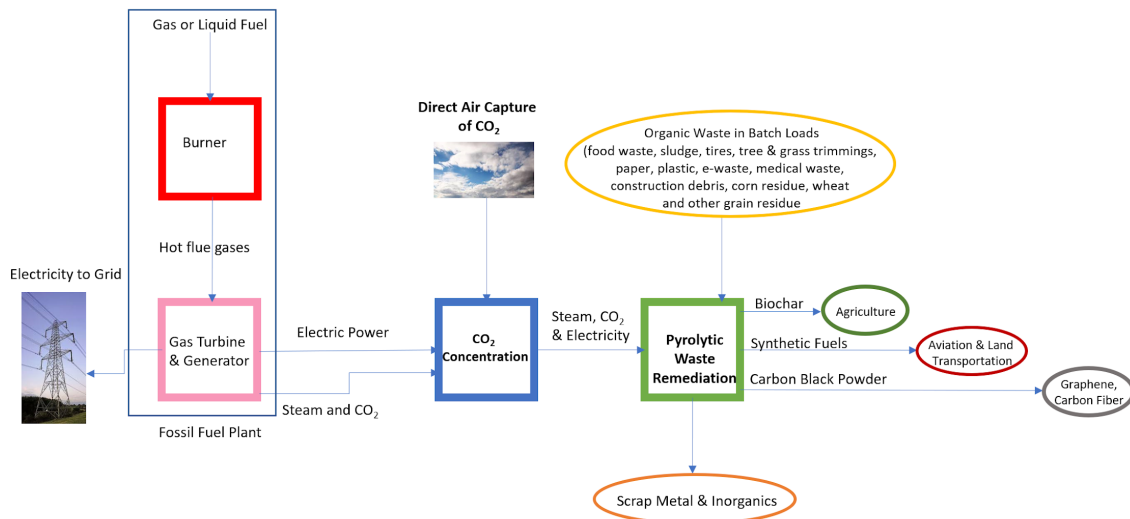 Gas or Liquid Fuel
Burner
Hot flue gases
Electricity to Grid
Gas Turbine
& Generator
Fossil Fuel Plant
Electric Power
Steam and CO₂
Direct Air Capture
of CO₂
CO₂
Concentration
Steam, CO₂
& Electricity
Organic Waste in Batch Loads
(food waste, sludge, tires, tree & grass trimmings,
paper, plastic, e-waste, medical waste,
construction debris, corn residue, wheat
and other grain residue
Pyrolytic
Waste
Remediation
Biochar
Agriculture
Synthetic Fuels
Aviation & Land
Transportation
Carbon Black Powder
Graphene,
Carbon Fiber
Scrap Metal & Inorganics